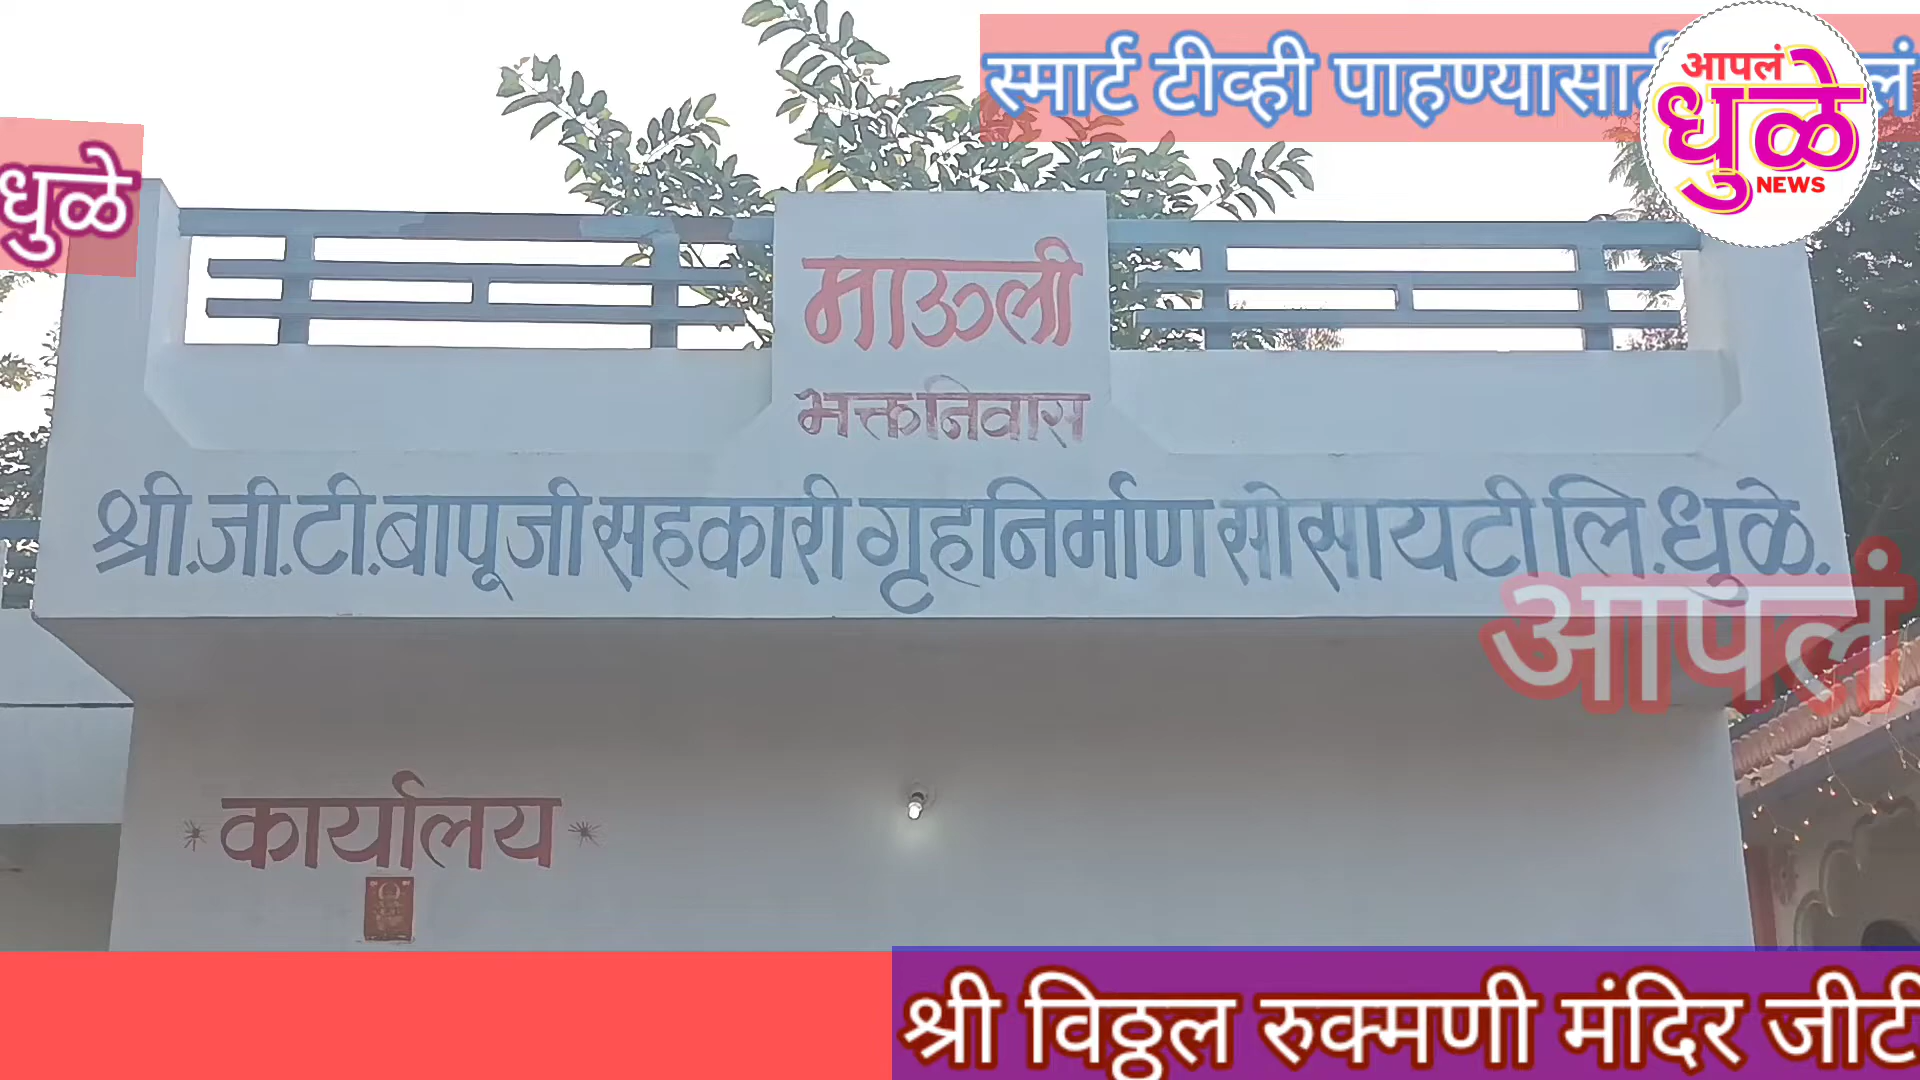 स्मार्ट टीव्ही पाहण्यासा
आपलं
धुळे
NEWS
धुळे
माऊली
भक्तनिवास
श्री.जी.टी.बापूजी सहकारी गृहनिर्माण सोसायटी लि.धुळे.
आपलं
कार्यालय
श्री विठ्ठल रुक्मणी मंदिर जीटी